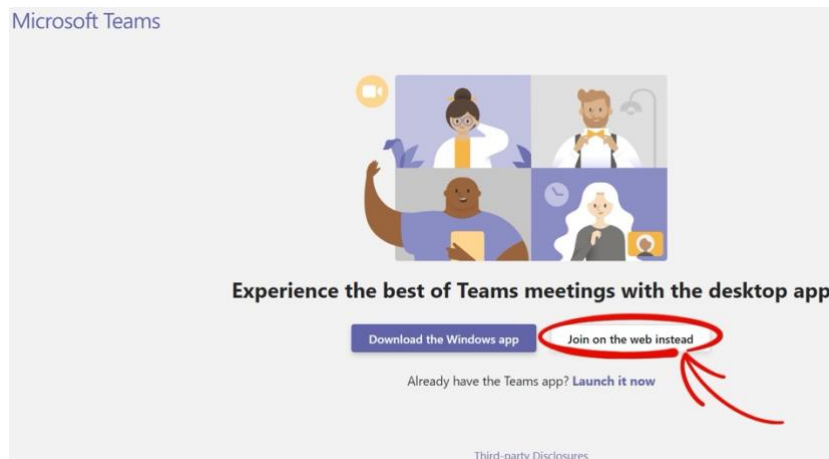 Microsoft Teams
Experience the best of Teams meetings with the desktop app
Download the Windows app
Join on the web instead
Already have the Teams app? Launch it now
Third-party Disclosures